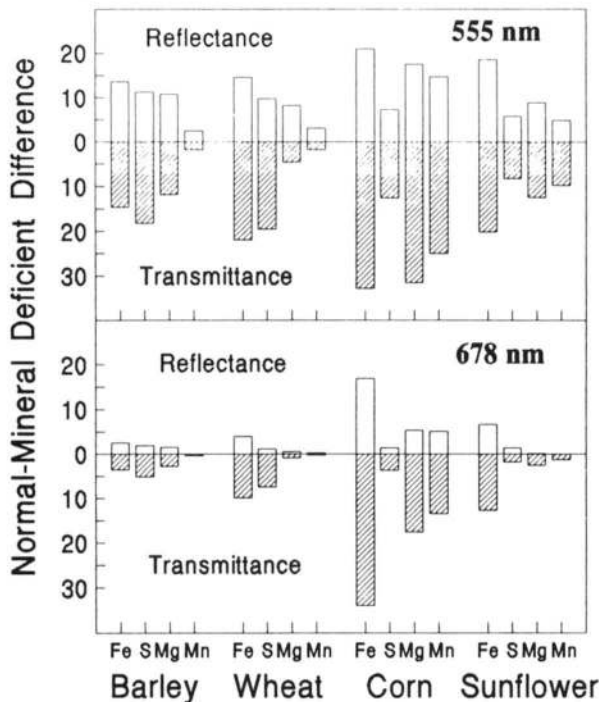 Normal-Mineral Deficient Difference
Reflectance 555 nm
20
10
0
10
20
30
Transmittance
Reflectance 678 nm
20
10
0
10
20
30
Transmittance
Fe S Mg Mn Fe S Mg Mn Fe S Mg Mn Fe S Mg Mn
Barley Wheat Corn Sunflower